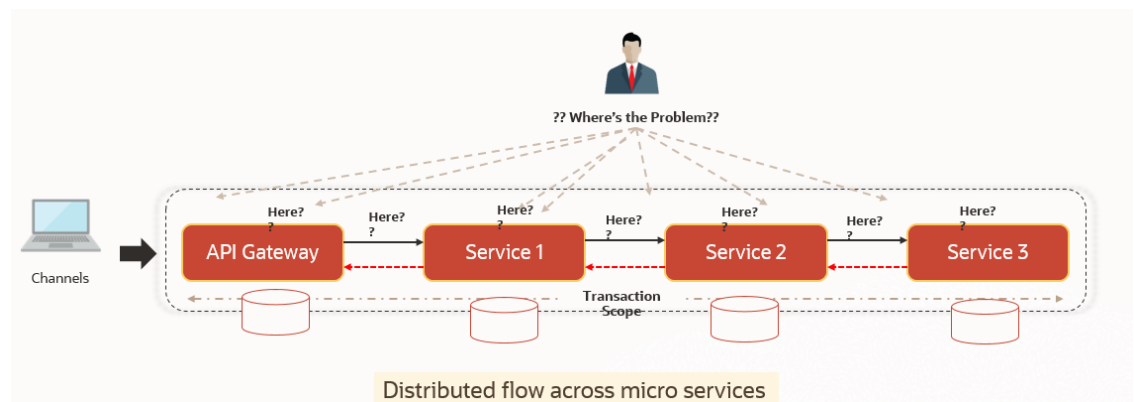 ?? Where's the Problem??
Here?
?
Here?
?
Here?
?
Here?
?
Here?
?
Here?
?
Here?
?
API Gateway
Service 1
Service 2
Service 3
Channels
Transaction
Scope
Distributed flow across micro services